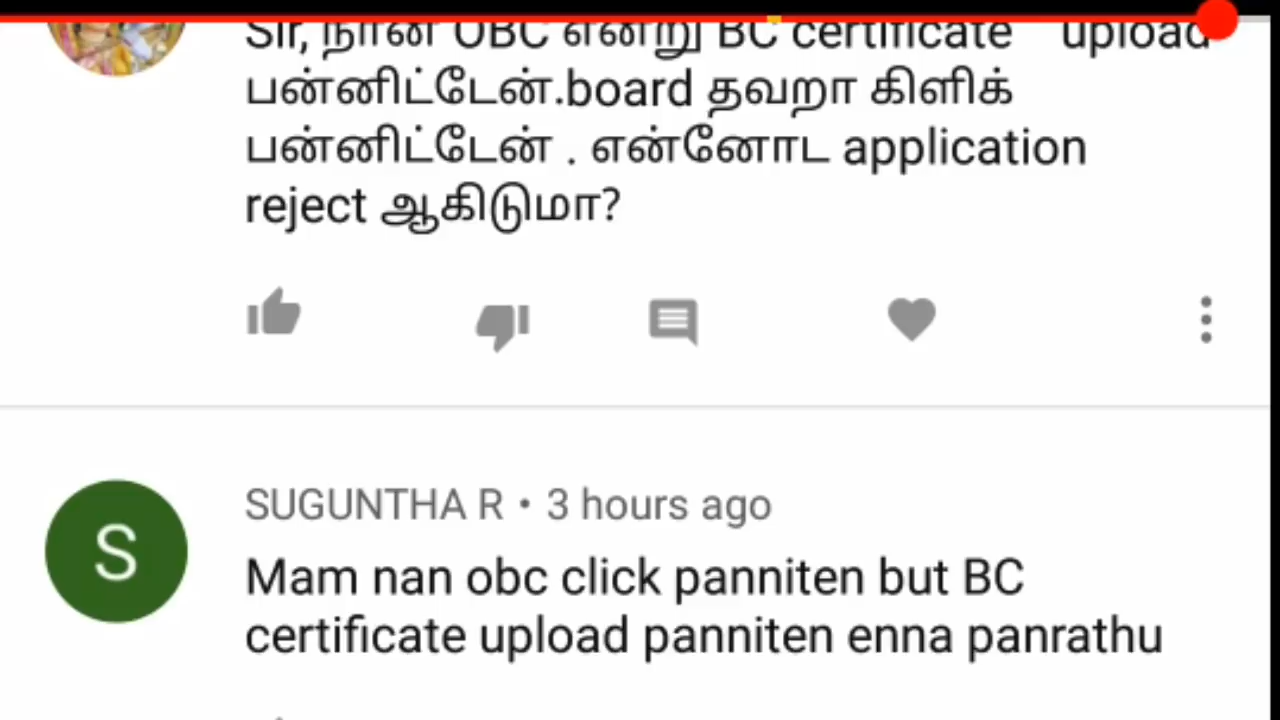 Sir, நான் OBC என்று BC certificate upload
பன்னிட்டேன்.board தவறா கிளிக்
பன்னிட்டேன் . என்னோட application
reject ஆகிடுமா?
SUGUNTHA R • 3 hours ago
S
Mam nan obc click panniten but BC
certificate upload panniten enna panrathu